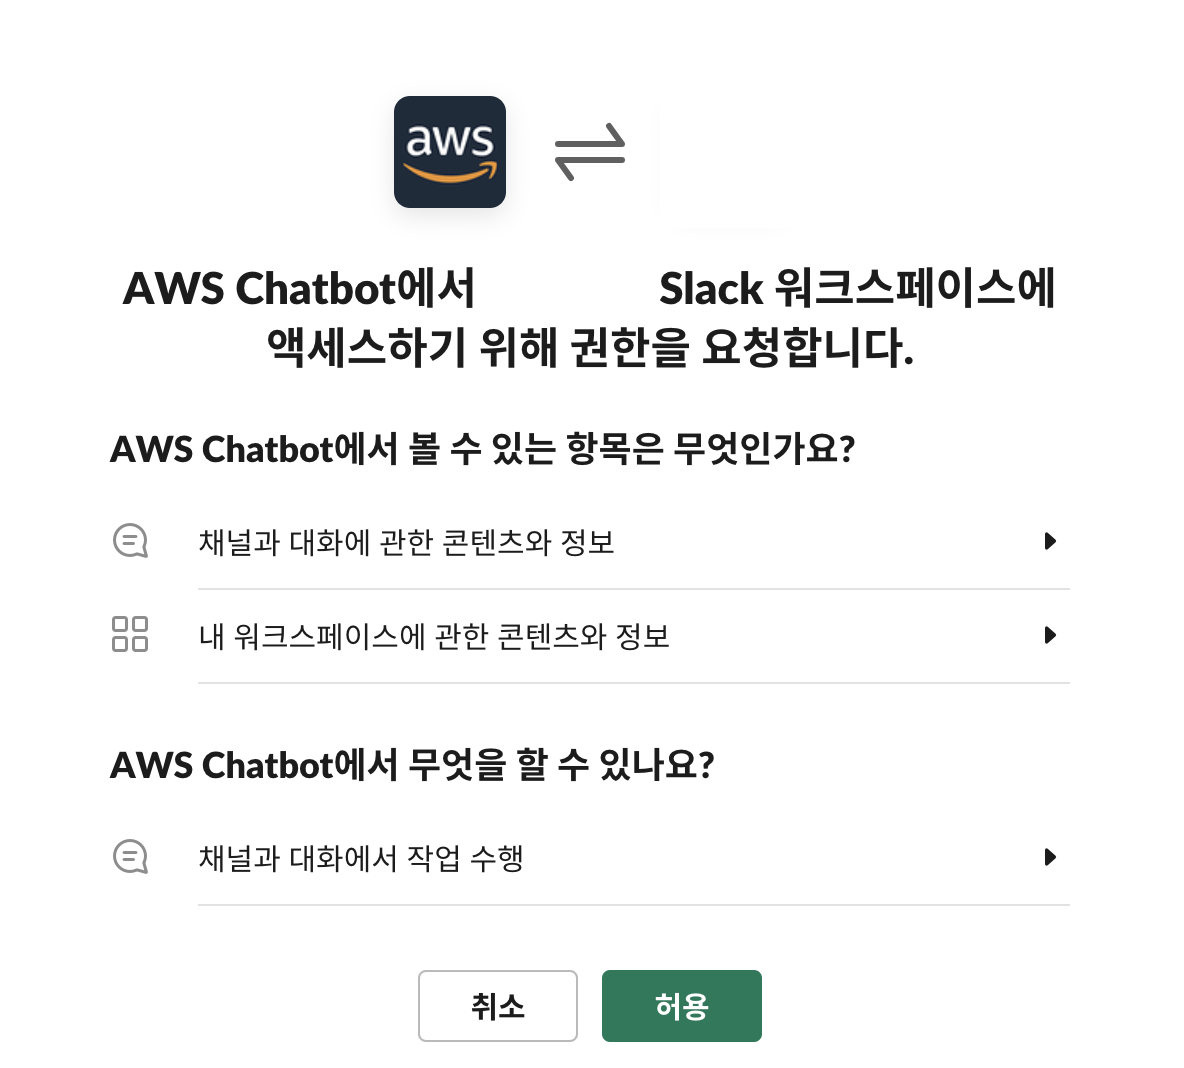 aws
AWS Chatbot에서 Slack 워크스페이스에
액세스하기 위해 권한을 요청합니다.
AWS Chatbot에서 볼 수 있는 항목은 무엇인가요?
채널과 대화에 관한 콘텐츠와 정보
내 워크스페이스에 관한 콘텐츠와 정보
AWS Chatbot에서 무엇을 할 수 있나요?
채널과 대화에서 작업 수행
취소 허용